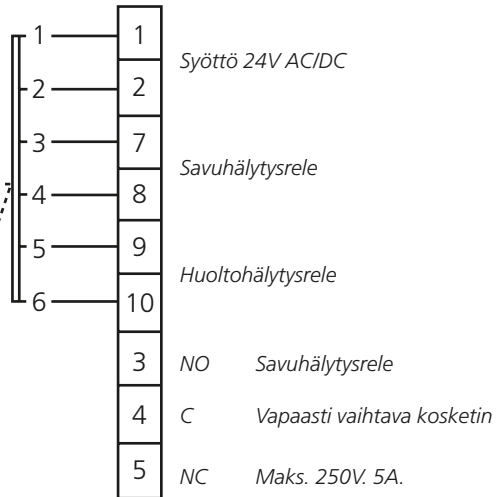 1 1
Syöttö 24V AC/DC
2 2
3 7
Savuhälytysrele
4 8
5 9
Huoltohälytysrele
6 10
3 NO Savuhälytysrele
4 C Vapaasti vaihtava kosketin
5 NC Maks. 250V. 5A.